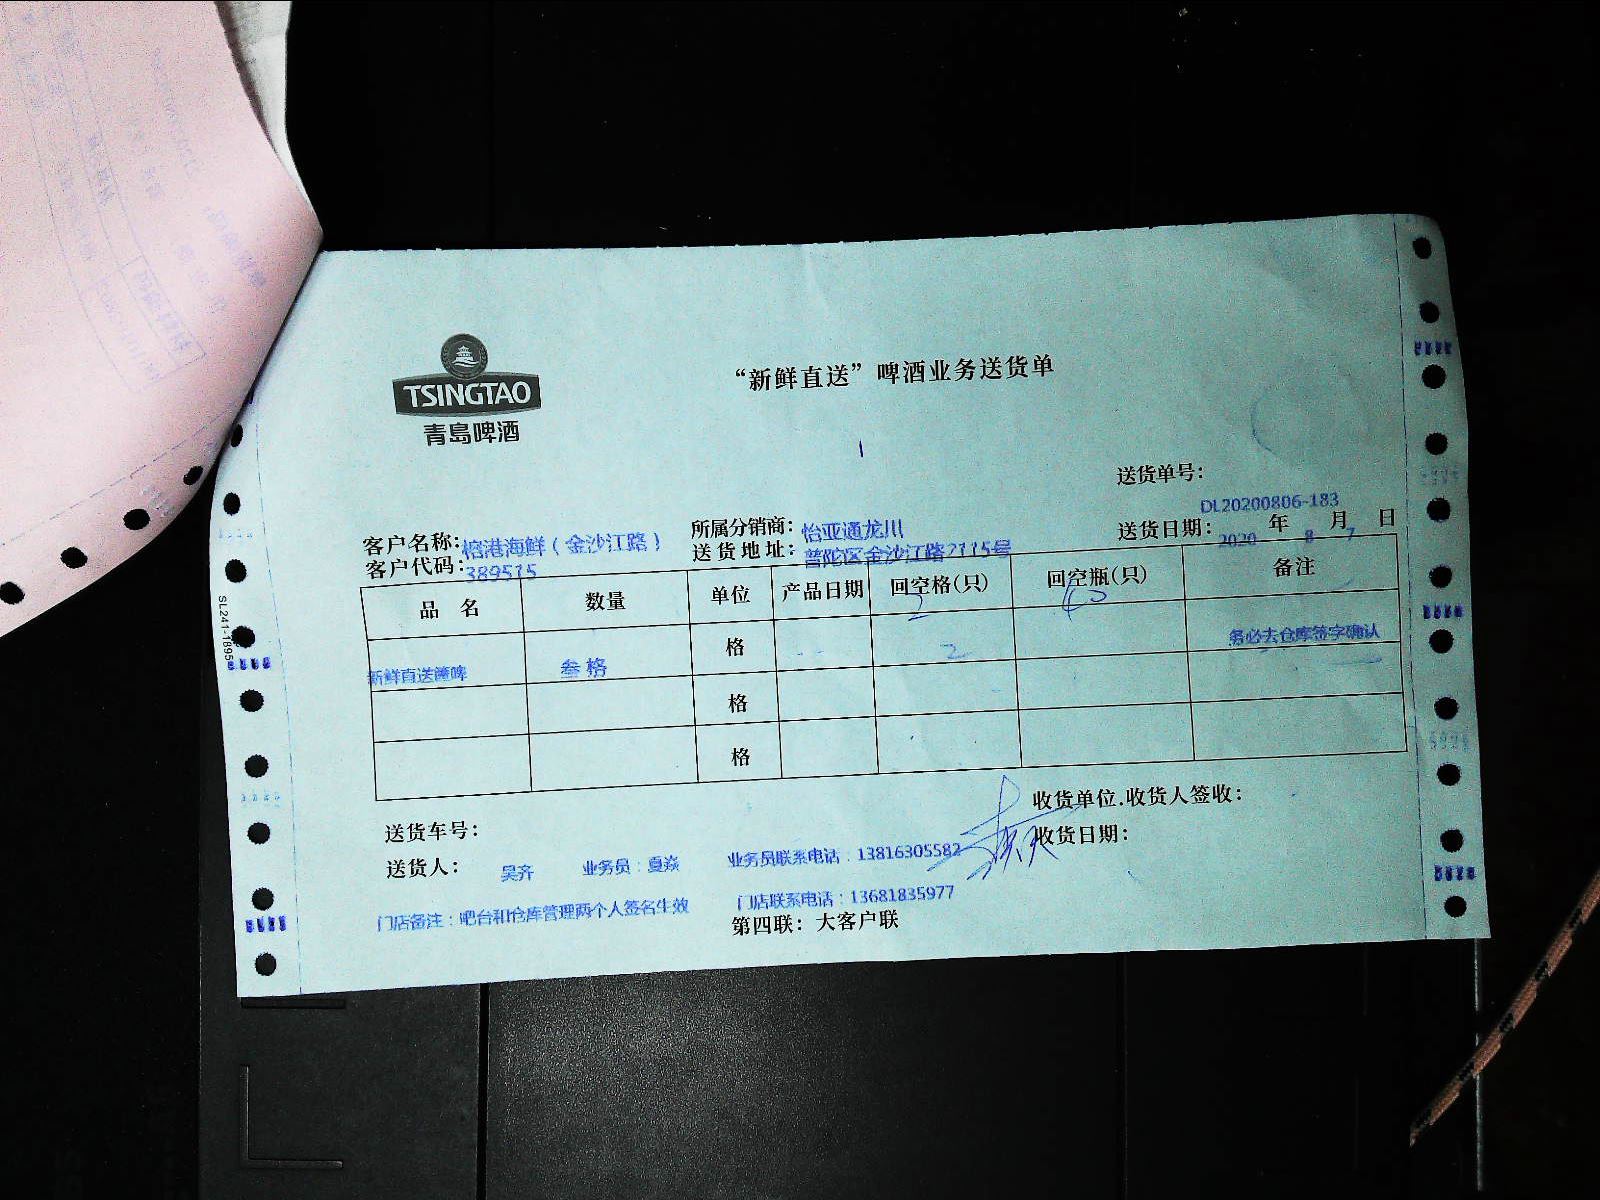 TSINGTAO
青岛啤酒
“新鲜直送”啤酒业务送货单
送货单号：
DL20200806-183
客户名称：榕港海鲜（金沙江路） 所属分销商：怡亚通龙川 送货日期：2020 年 8 月 7 日
客户代码：389515 送货地址：普陀区金沙江路2115号
品 名 数量 单位 产品日期 回空格(只) 回空瓶(只) 备注
2 40
新鲜直送箱啤 叁格 格 2 务必去仓库签字确认
格
格
送货车号： 收货单位.收货人签收：
收货日期：
送货人： 吴齐 业务员：夏焱 业务员联系电话：13816305582
门店备注：吧台和仓库管理两个人签名生效 门店联系电话：13681835977
第四联：大客户联
SL241-1895